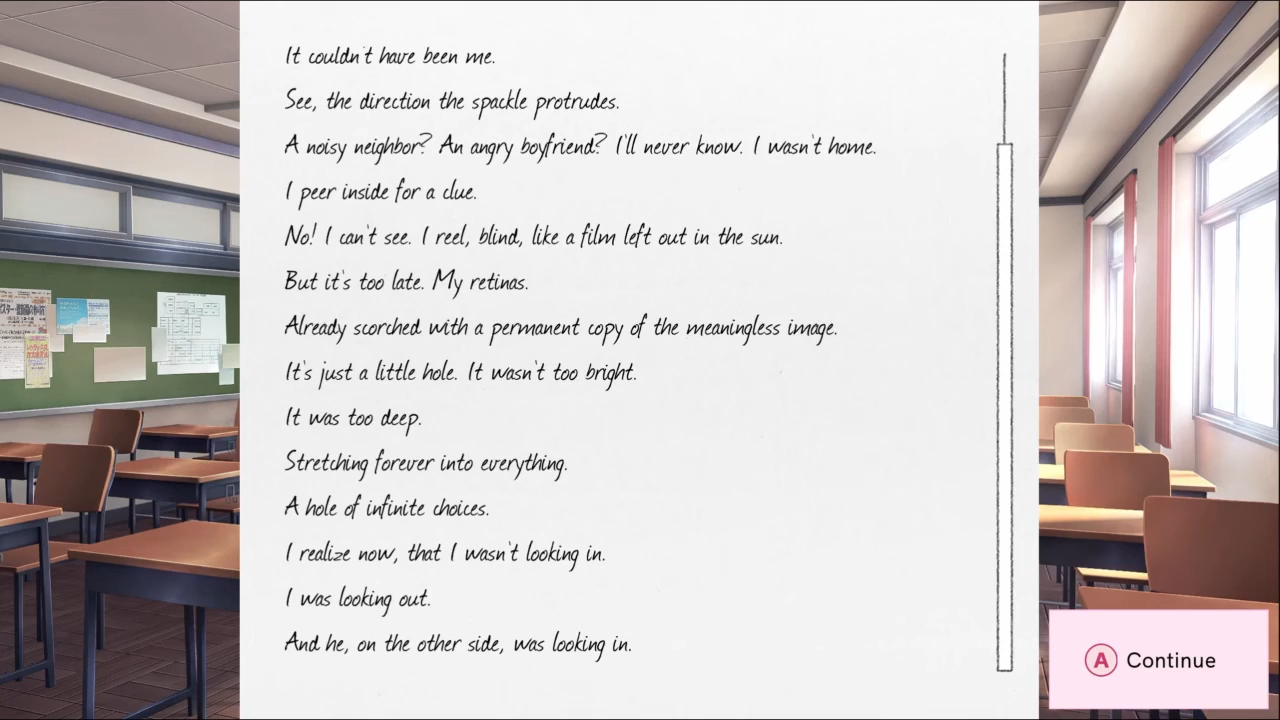 It couldn't have been me.
See, the direction the spackle protrudes.
A noisy neighbor? An angry boyfriend? I'll never know. I wasn't home.
I peer inside for a clue.
No! I can't see. I reel, blind, like a film left out in the sun.
But it's too late. My retinas.
Already scorched with a permanent copy of the meaningless image.
It's just a little hole. It wasn't too bright.
It was too deep.
Stretching forever into everything.
A hole of infinite choices.
I realize now, that I wasn't looking in.
I was looking out.
And he, on the other side, was looking in.
A Continue